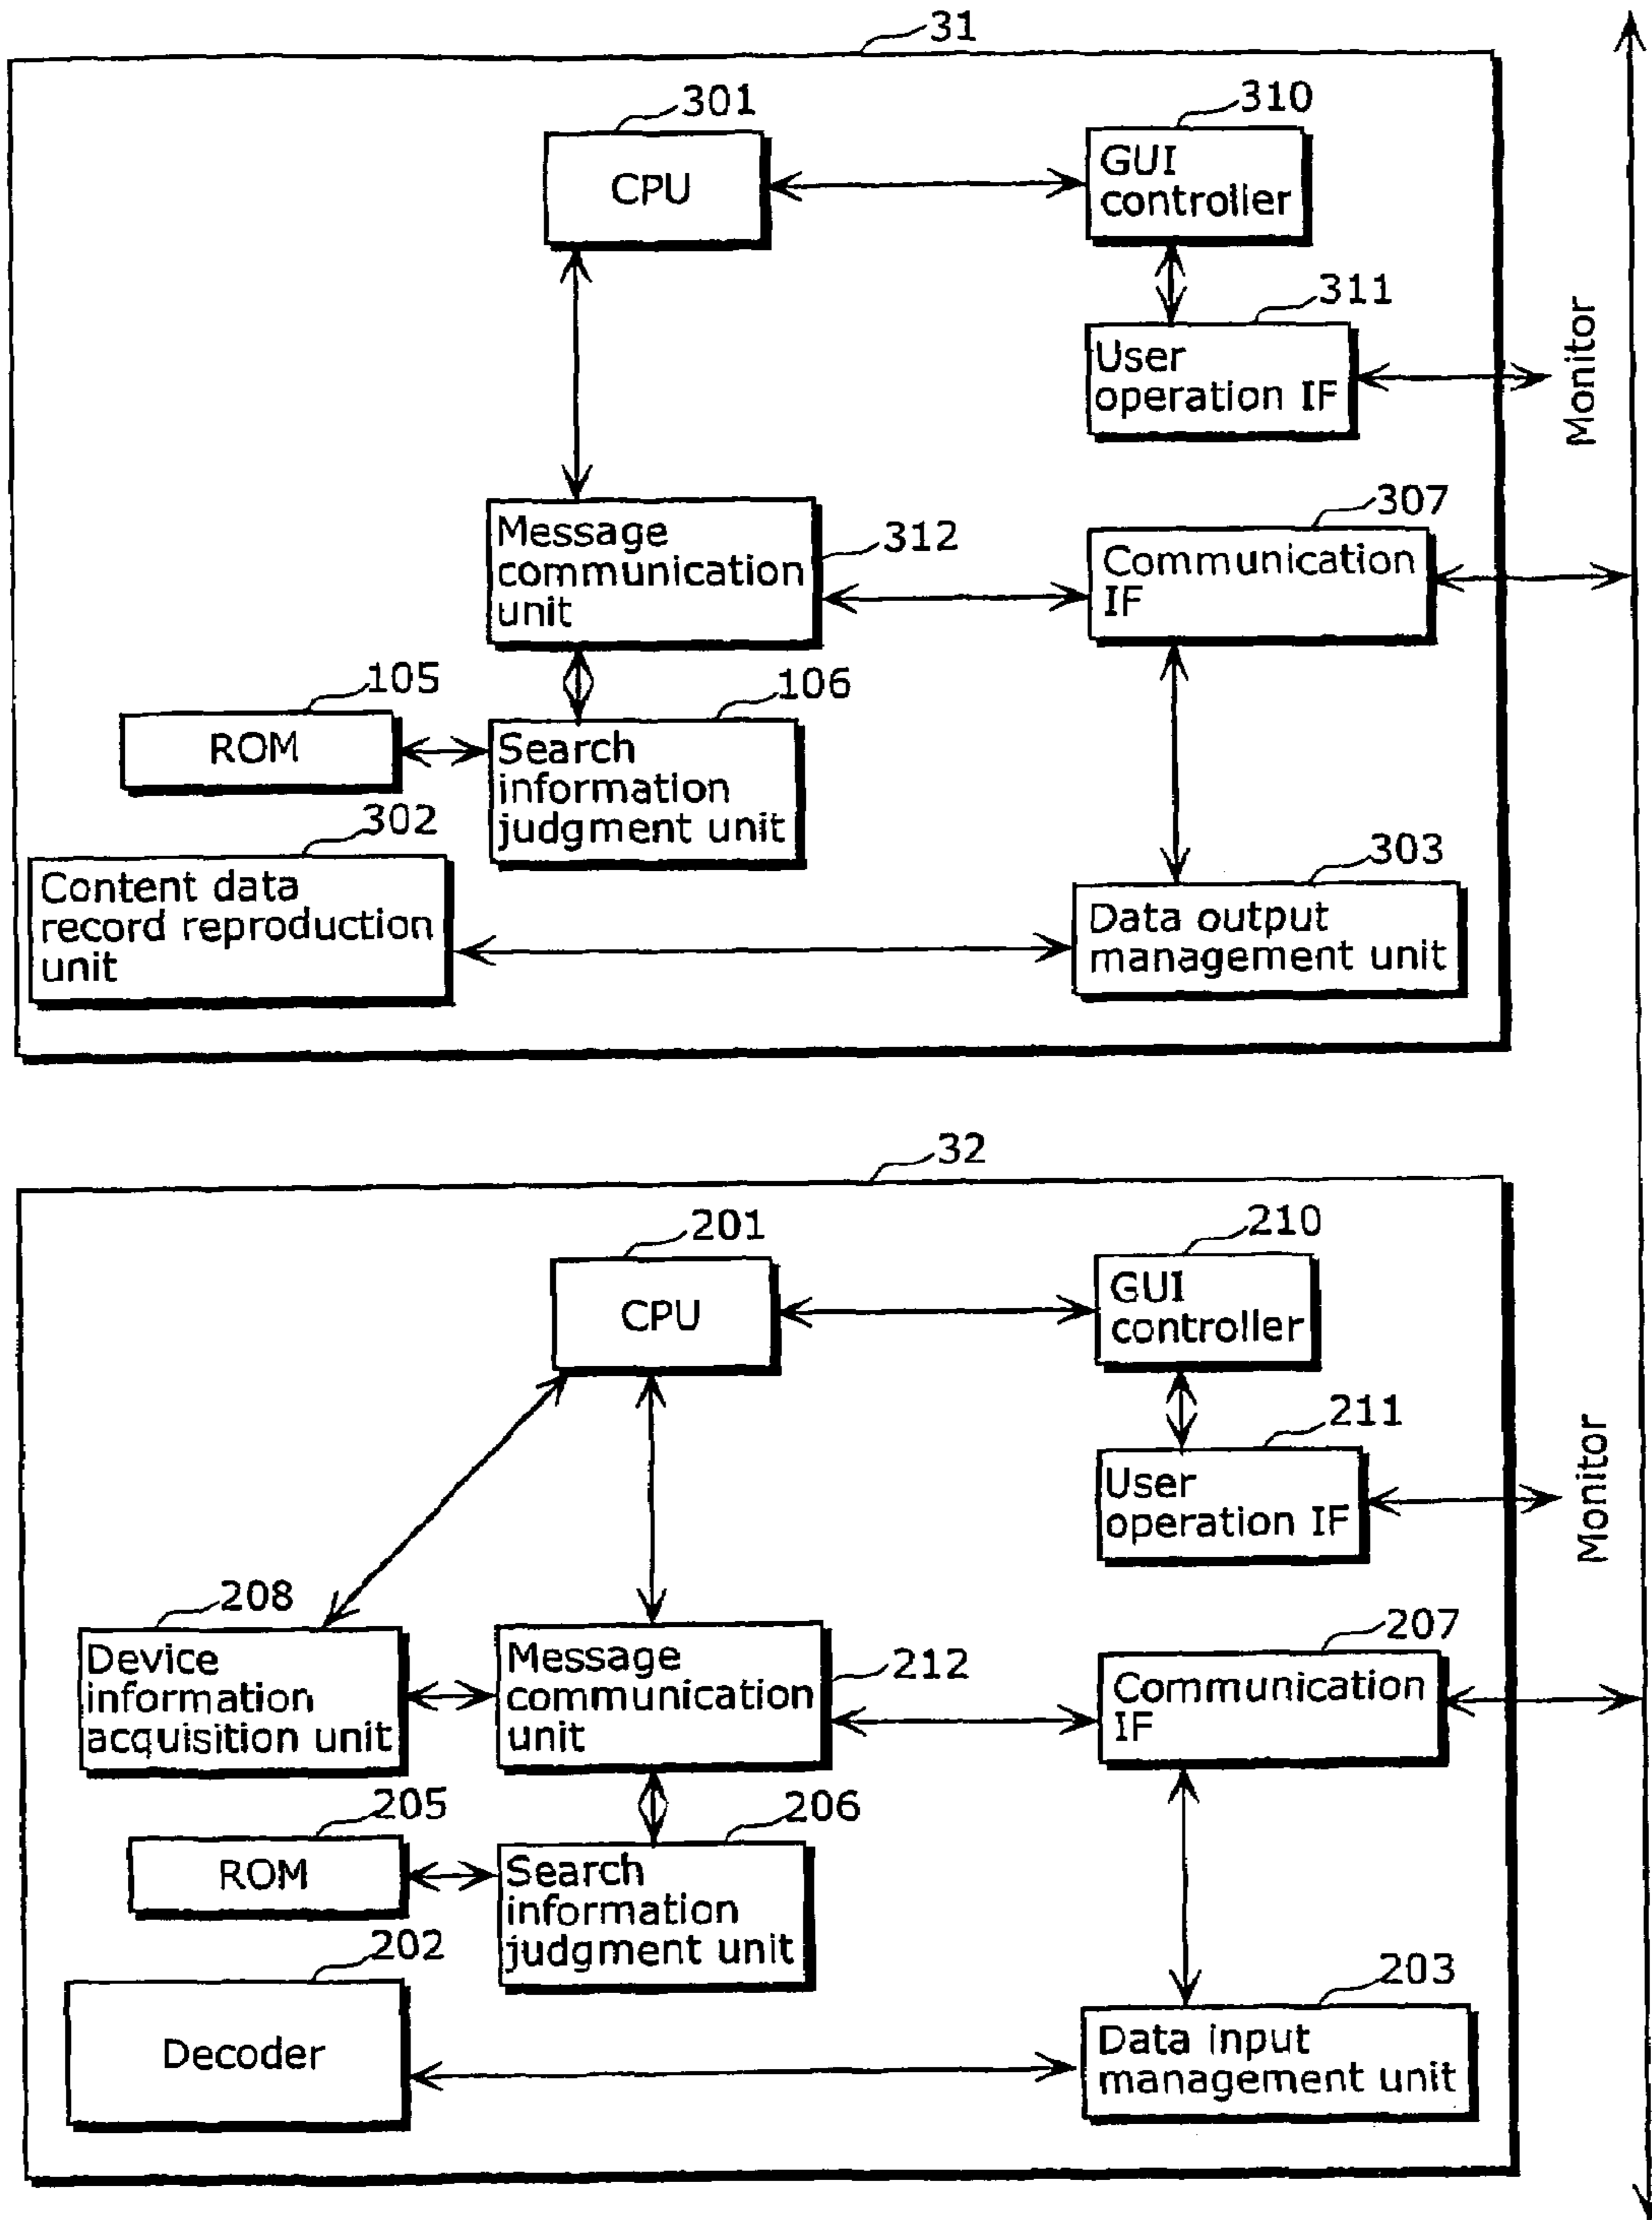 31
301
CPU
310
GUI
controller
311
User
operation IF
Monitor
Message
communication
unit
312
307
Communication
IF
105
ROM
106
Search
information
judgment unit
302
Content data
record reproduction
unit
303
Data output
management unit
32
201
CPU
210
GUI
controller
211
User
operation IF
Monitor
208
Device
information
acquisition unit
Message
communication
unit
212
207
Communication
IF
205
ROM
206
Search
information
judgment unit
202
Decoder
203
Data input
management unit